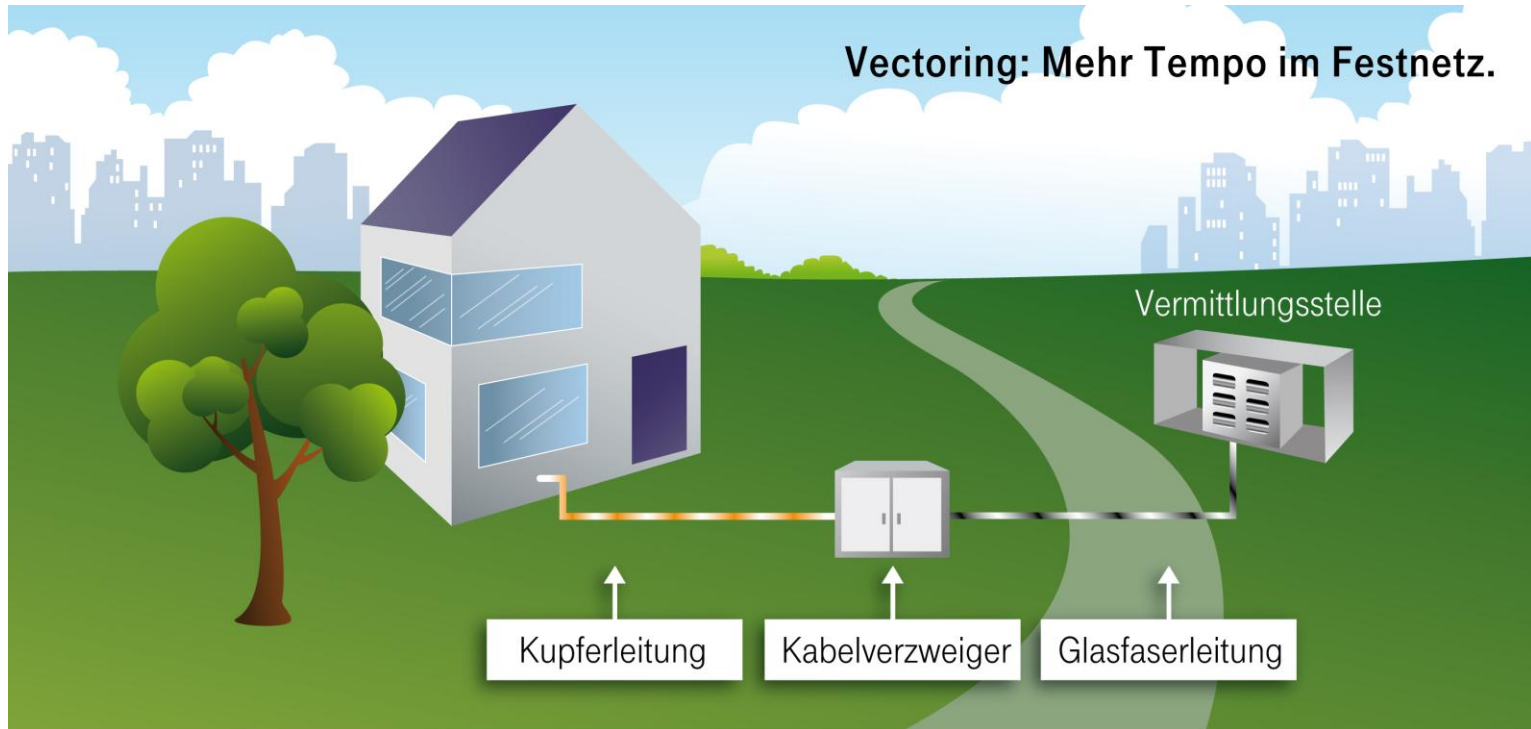 Vectoring: Mehr Tempo im Festnetz.
Vermittlungsstelle
Kupferleitung
Kabelverzweiger
Glasfaserleitung